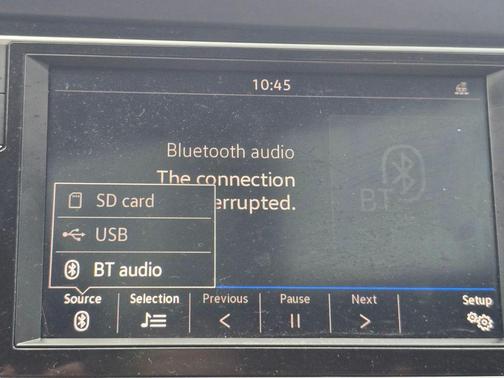 10:45
Bluetooth audio
The connection
errupted.
BT
SD card
USB
BT audio
Source
Selection
Previous
Pause
Next
Setup